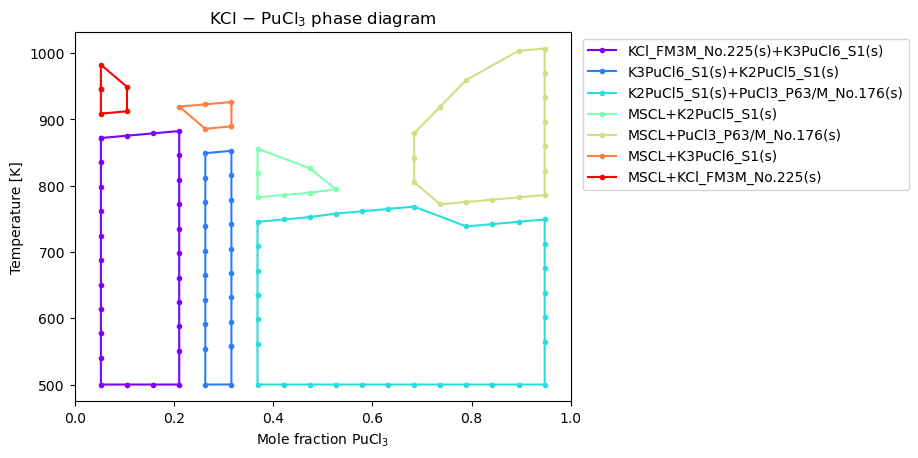 KCl − PuCl₃ phase diagram
Temperature [K]
1000
900
800
700
600
500
0.0 0.2 0.4 0.6 0.8 1.0
Mole fraction PuCl₃
KCl_FM3M_No.225(s)+K3PuCl6_S1(s)
K3PuCl6_S1(s)+K2PuCl5_S1(s)
K2PuCl5_S1(s)+PuCl3_P63/M_No.176(s)
MSCL+K2PuCl5_S1(s)
MSCL+PuCl3_P63/M_No.176(s)
MSCL+K3PuCl6_S1(s)
MSCL+KCl_FM3M_No.225(s)